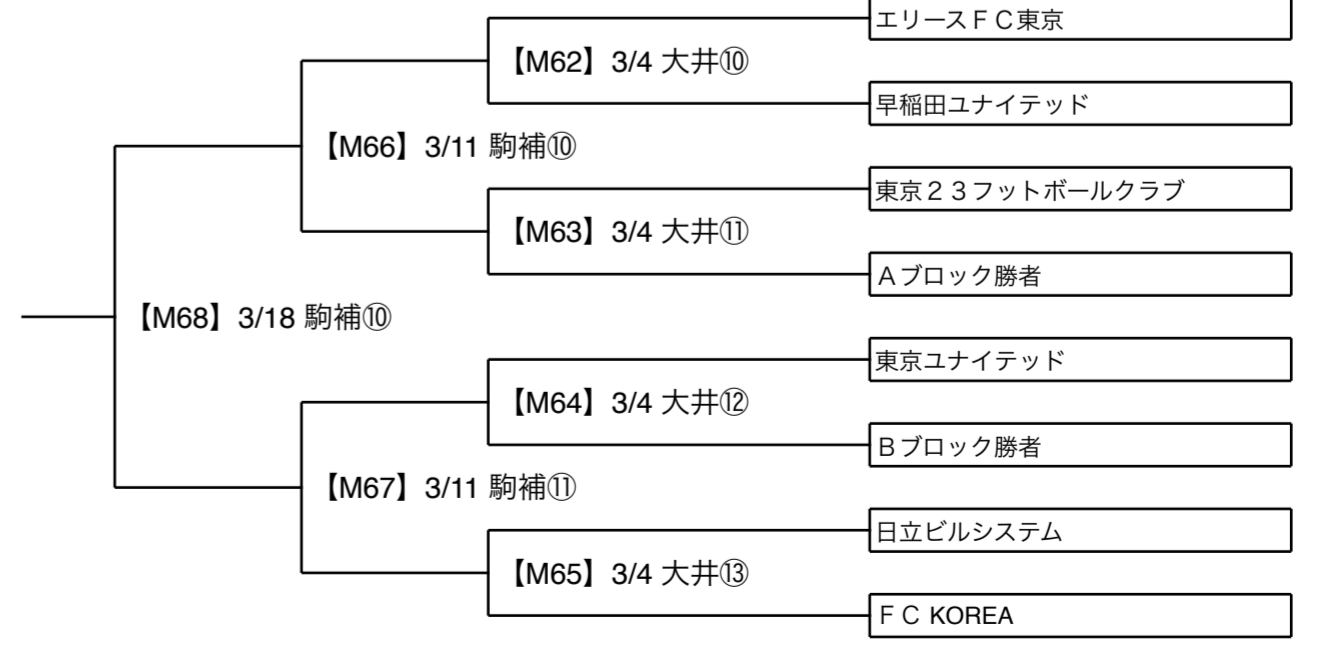 エリースＦＣ東京
【M62】3/4 大井⑩
早稲田ユナイテッド
【M66】3/11 駒補⑩
東京２３フットボールクラブ
【M63】3/4 大井⑪
Ａブロック勝者
【M68】3/18 駒補⑩
東京ユナイテッド
【M64】3/4 大井⑫
Ｂブロック勝者
【M67】3/11 駒補⑪
日立ビルシステム
【M65】3/4 大井⑬
ＦＣ KOREA